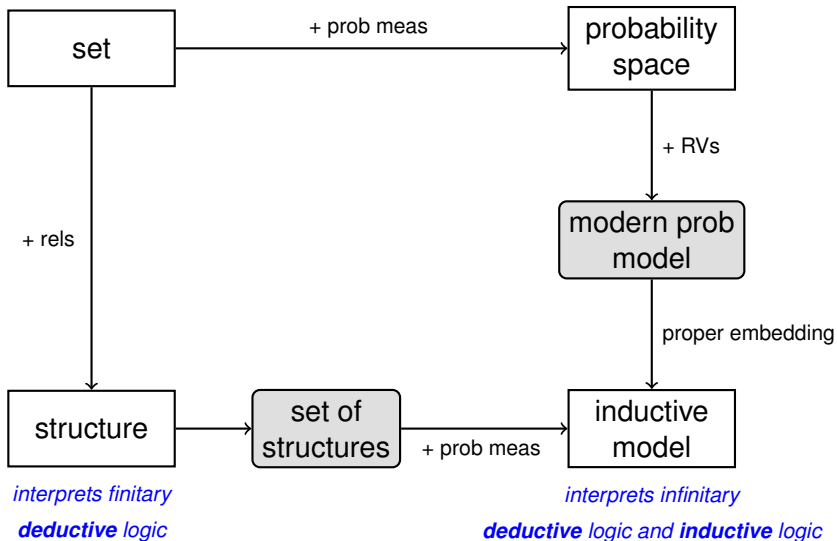 set
+ prob meas
probability
space
+ RVs
+ rels
modern prob
model
proper embedding
structure
set of
structures
+ prob meas
inductive
model
interprets finitary
deductive logic
interprets infinitary
deductive logic and inductive logic